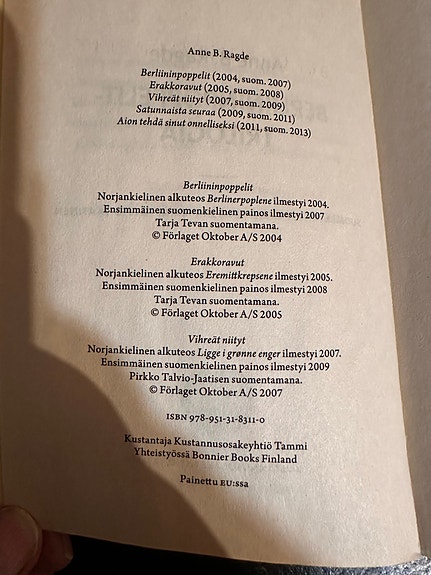 Anne B. Ragde
Berliininpoppelit (2004, suom. 2007)
Erakkoravut (2005, suom. 2008)
Vihreät niityt (2007, suom. 2009)
Satunnaista seuraa (2009, suom. 2011)
Aion tehdä sinut onnelliseksi (2011, suom. 2013)
Berliininpoppelit
Norjankielinen alkuteos Berlinerpoplene ilmestyi 2004.
Ensimmäinen suomenkielinen painos ilmestyi 2007
Tarja Tevan suomentamana.
© Förlaget Oktober A/S 2004
Erakkoravut
Norjankielinen alkuteos Eremittkrepsene ilmestyi 2005.
Ensimmäinen suomenkielinen painos ilmestyi 2008
Tarja Tevan suomentamana.
© Förlaget Oktober A/S 2005
Vihreät niityt
Norjankielinen alkuteos Ligge i grønne enger ilmestyi 2007.
Ensimmäinen suomenkielinen painos ilmestyi 2009
Pirkko Talvio-Jaatisen suomentamana.
© Förlaget Oktober A/S 2007
ISBN 978-951-31-8311-0
Kustantaja Kustannusosakeyhtiö Tammi
Yhteistyössä Bonnier Books Finland
Painettu EU:ssa